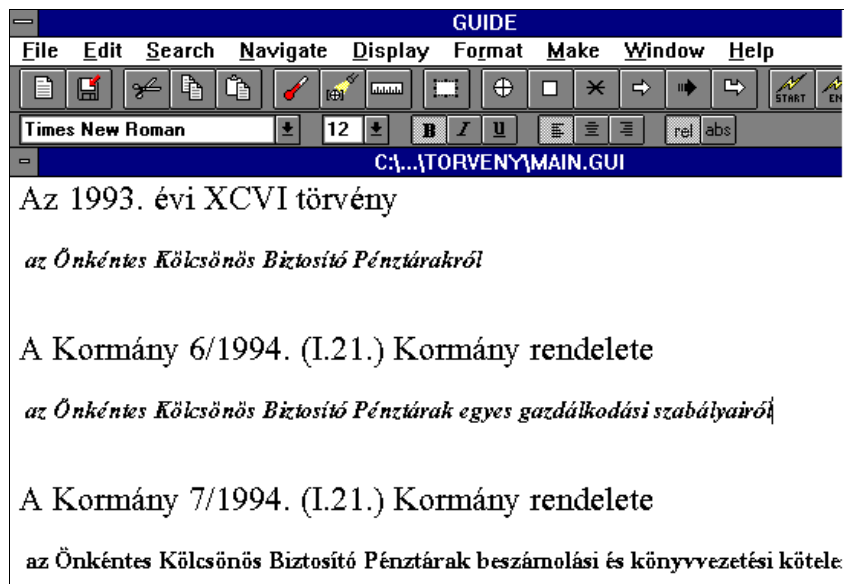 GUIDE
File Edit Search Navigate Display Format Make Window Help
START
Times New Roman 12 B I U rel abs
C:\...\TORVENY\MAIN.GUI
Az 1993. évi XCVI törvény
az Önkéntes Kölcsönös Biztosító Pénztárakról
A Kormány 6/1994. (I.21.) Kormány rendelete
az Önkéntes Kölcsönös Biztosító Pénztárak egyes gazdálkodási szabályairól
A Kormány 7/1994. (I.21.) Kormány rendelete
az Önkéntes Kölcsönös Biztosító Pénztárak beszámolási és könyvvezetési kötele